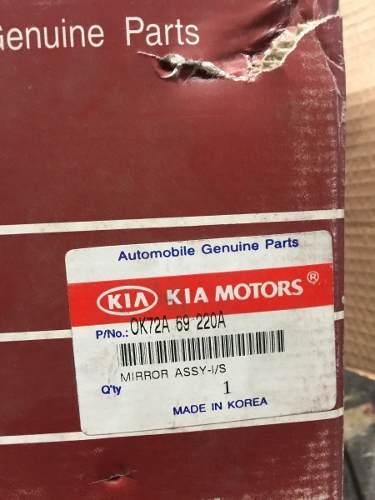 Genuine Parts
Automobile Genuine Parts
KIA KIA MOTORS®
P/No.: 0K72A 69 220A
MIRROR ASSY-I/S
Q'ty 1
MADE IN KOREA